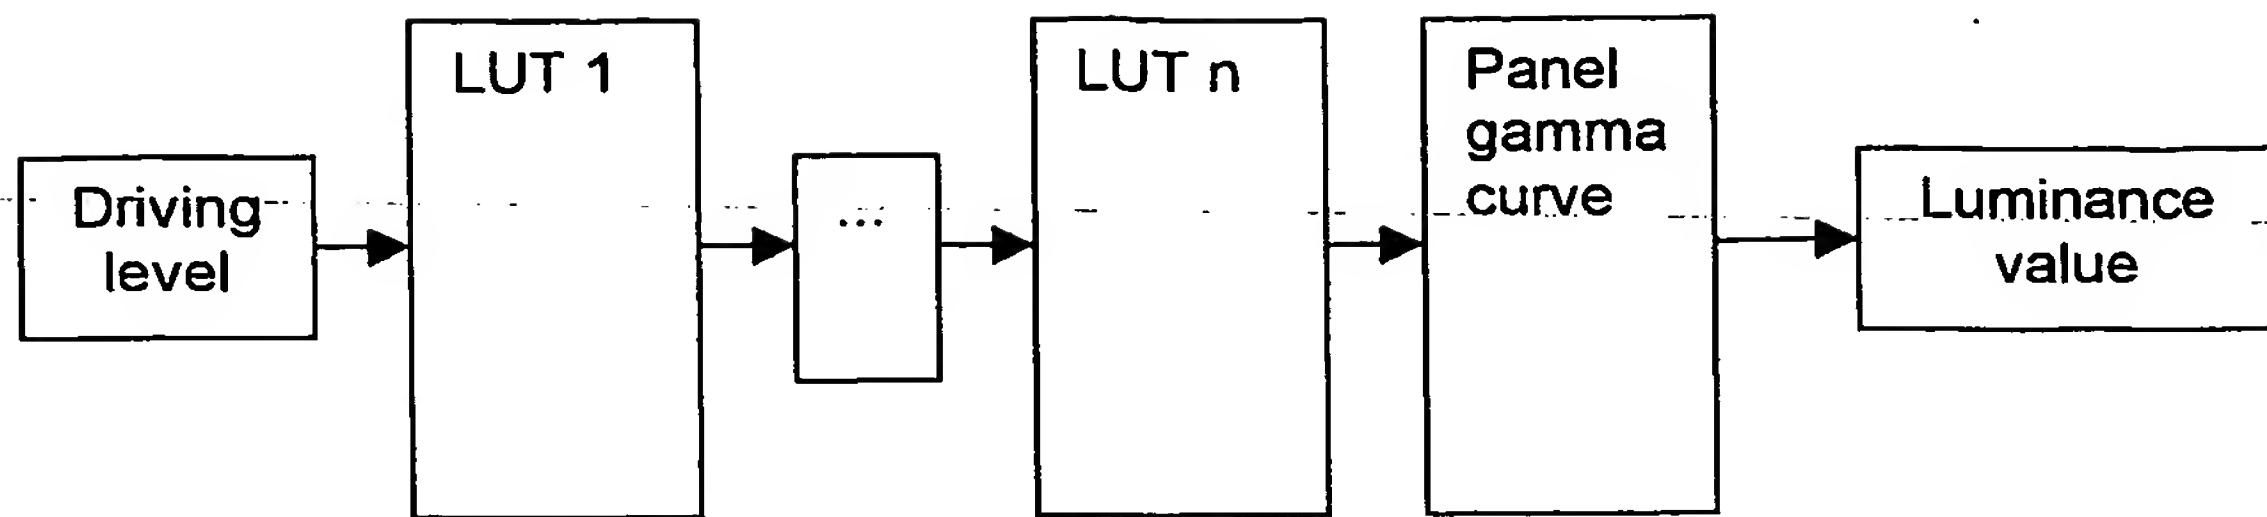 Driving
level
LUT 1
...
LUT n
Panel
gamma
curve
Luminance
value